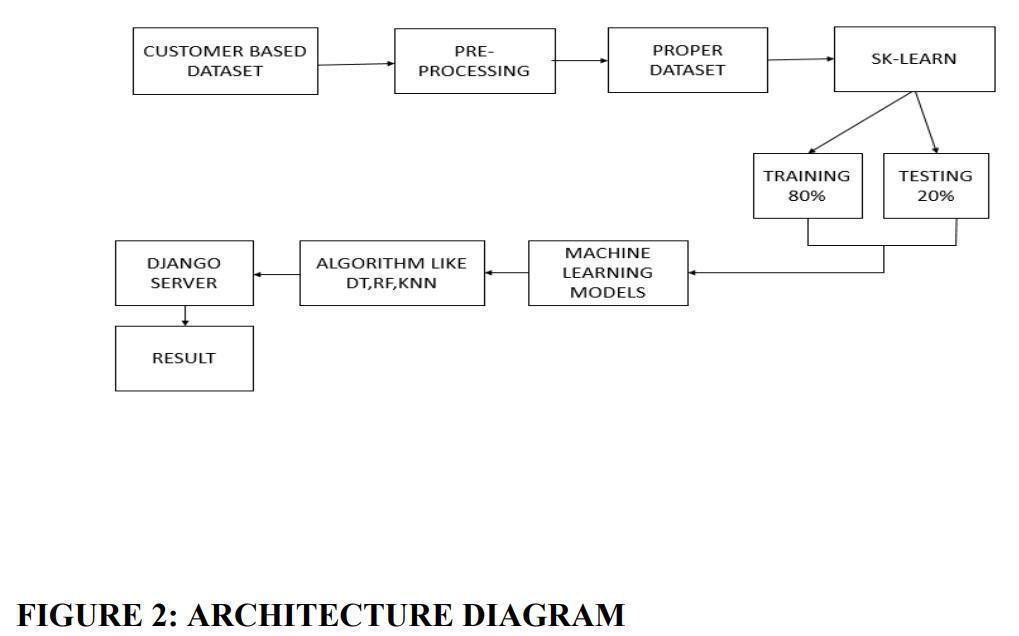 CUSTOMER BASED
DATASET
PRE-
PROCESSING
PROPER
DATASET
SK-LEARN
TRAINING
80%
TESTING
20%
DJANGO
SERVER
ALGORITHM LIKE
DT,RF,KNN
MACHINE
LEARNING
MODELS
RESULT
FIGURE 2: ARCHITECTURE DIAGRAM